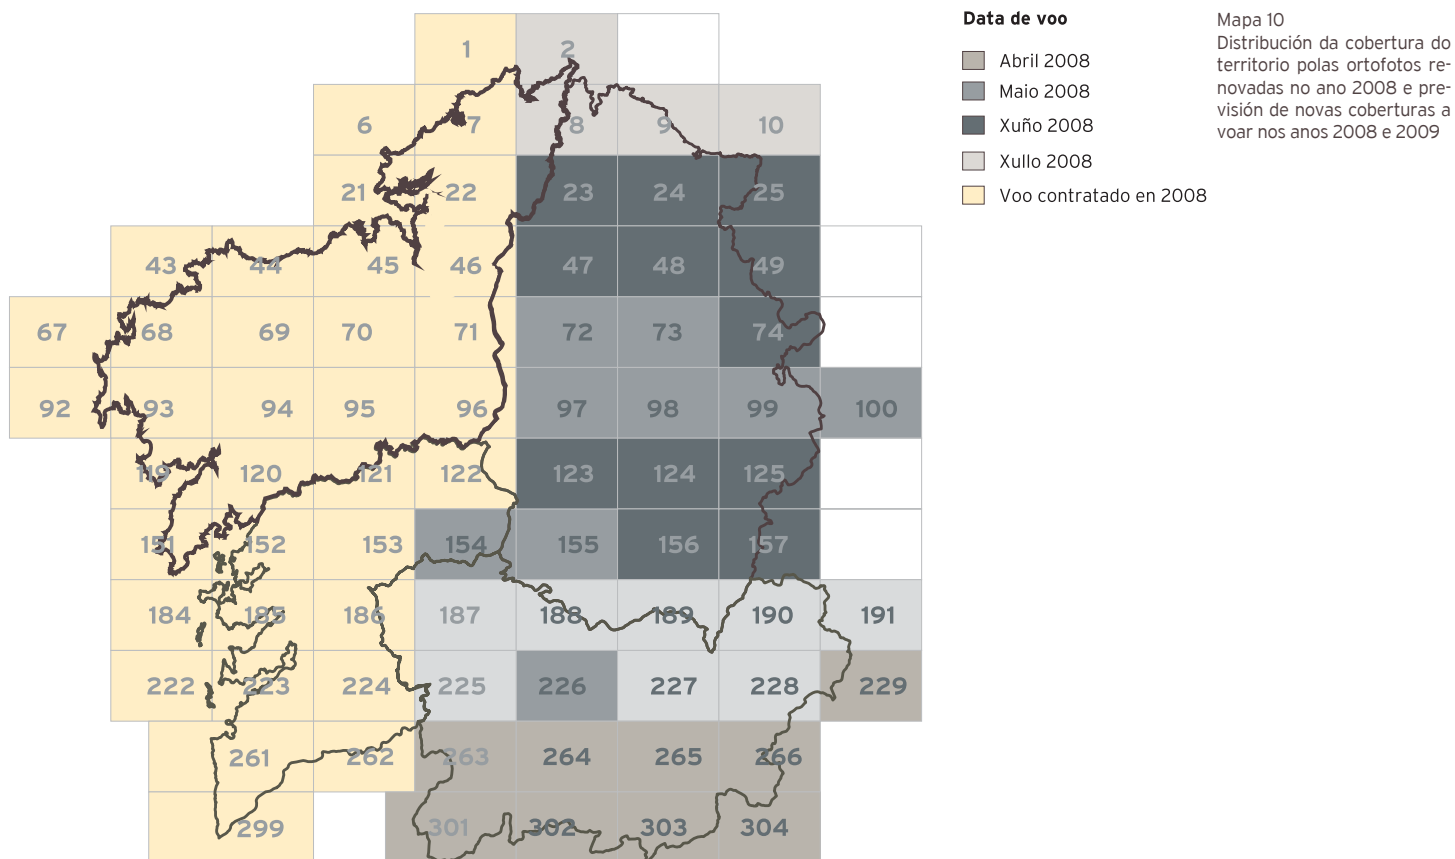 Data de voo
Abril 2008
Maio 2008
Xuño 2008
Xullo 2008
Voo contratado en 2008
Mapa 10
Distribución da cobertura do
territorio polas ortofotos re-
novadas no ano 2008 e pre-
visión de novas coberturas a
voar nos anos 2008 e 2009
1 2
6 7 8 9 10
21 22 23 24 25
43 44 45 46 47 48 49
67 68 69 70 71 72 73 74
92 93 94 95 96 97 98 99 100
119 120 121 122 123 124 125
151 152 153 154 155 156 157
184 185 186 187 188 189 190 191
222 223 224 225 226 227 228 229
261 262 263 264 265 266
299 301 302 303 304